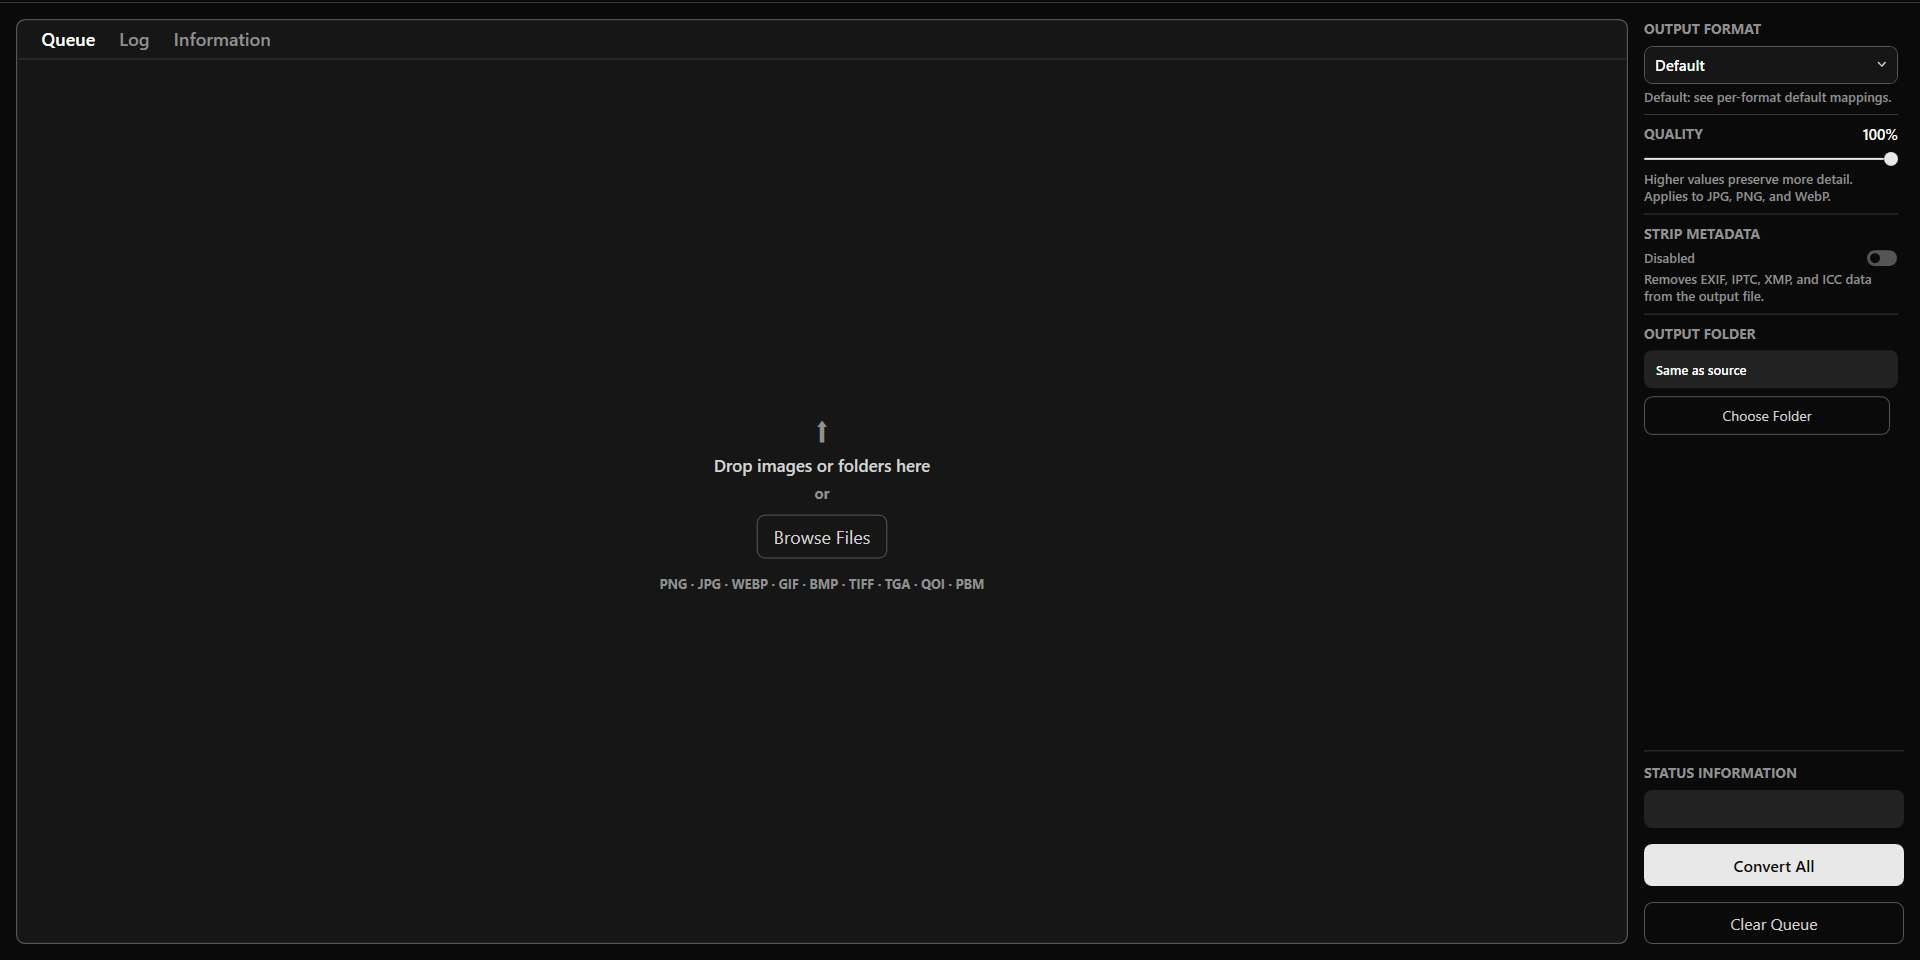 Queue Log Information
Drop images or folders here
or
Browse Files
PNG · JPG · WEBP · GIF · BMP · TIFF · TGA · QOI · PBM
OUTPUT FORMAT
Default
Default: see per-format default mappings.
QUALITY 100%
Higher values preserve more detail.
Applies to JPG, PNG, and WebP.
STRIP METADATA
Disabled
Removes EXIF, IPTC, XMP, and ICC data
from the output file.
OUTPUT FOLDER
Same as source
Choose Folder
STATUS INFORMATION
Convert All
Clear Queue